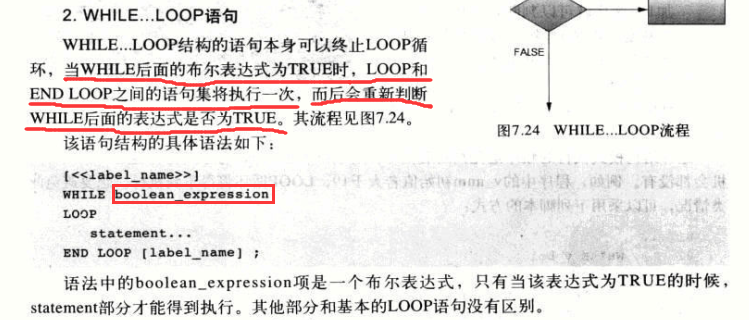 2. WHILE...LOOP语句
WHILE...LOOP结构的语句本身可以终止LOOP循
环，当WHILE后面的布尔表达式为TRUE时，LOOP和
END LOOP之间的语句集将执行一次，而后会重新判断
WHILE后面的表达式是否为TRUE。其流程见图7.24。
该语句结构的具体语法如下：
FALSE
图7.24 WHILE...LOOP流程
[<<label_name>>]
WHILE boolean_expression
LOOP
statement...
END LOOP [label_name] ;
语法中的boolean_expression项是一个布尔表达式，只有当该表达式为TRUE的时候，
statement部分才能得到执行。其他部分和基本的LOOP语句没有区别。